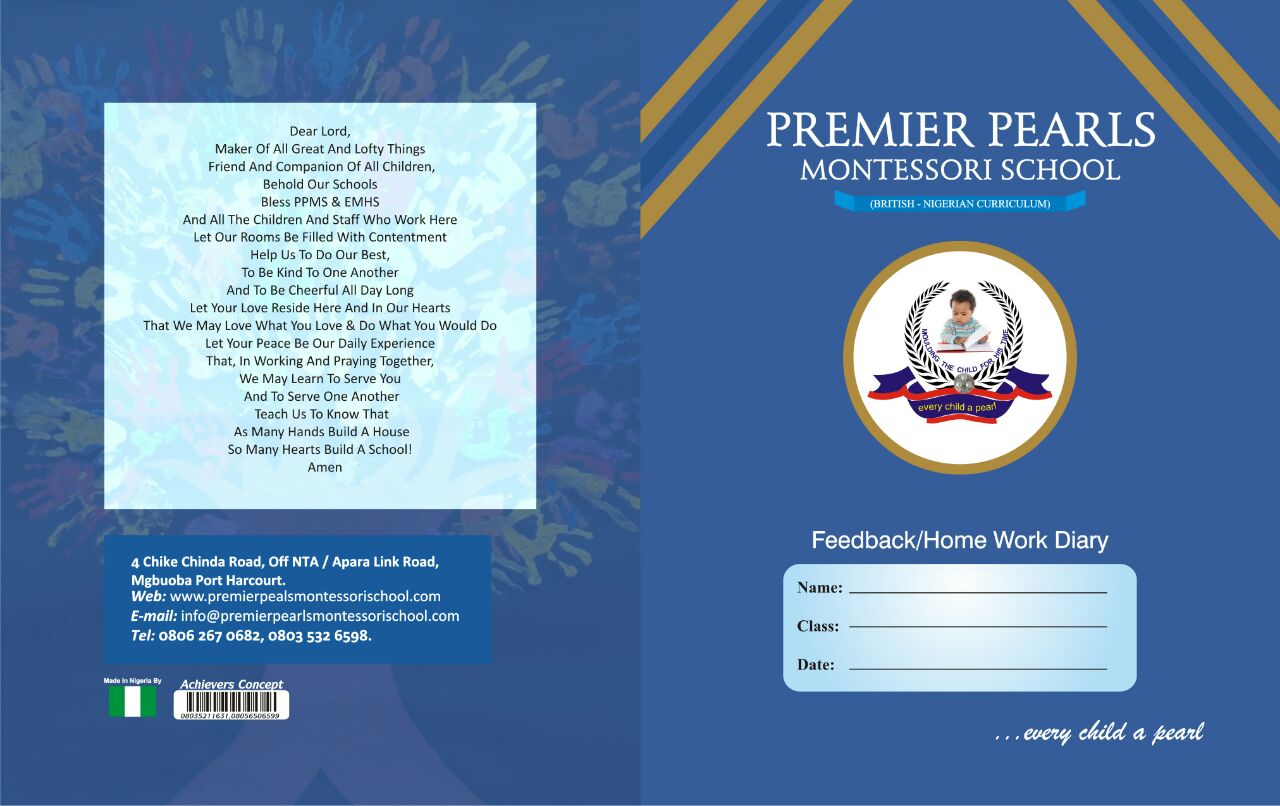 Dear Lord,
Maker Of All Great And Lofty Things
Friend And Companion Of All Children,
Behold Our Schools
Bless PPMS & EMHS
And All The Children And Staff Who Work Here
Let Our Rooms Be Filled With Contentment
Help Us To Do Our Best,
To Be Kind To One Another
And To Be Cheerful All Day Long
Let Your Love Reside Here And In Our Hearts
That We May Love What You Love & Do What You Would Do
Let Your Peace Be Our Daily Experience
That, In Working And Praying Together,
We May Learn To Serve You
And To Serve One Another
Teach Us To Know That
As Many Hands Build A House
So Many Hearts Build A School!
Amen
4 Chike Chinda Road, Off NTA / Apara Link Road,
Mgbuoba Port Harcourt.
Web: www.premierpealsmontessorischool.com
E-mail: info@premierpearlsmontessorischool.com
Tel: 0806 267 0682, 0803 532 6598.
Made In Nigeria By
Achievers Concept
08035211631,08056506599
PREMIER PEARLS
MONTESSORI SCHOOL
(BRITISH - NIGERIAN CURRICULUM)
MOULDING THE CHILD FOR HIS TIME
every child a pearl
Feedback/Home Work Diary
Name:
Class:
Date:
...every child a pearl